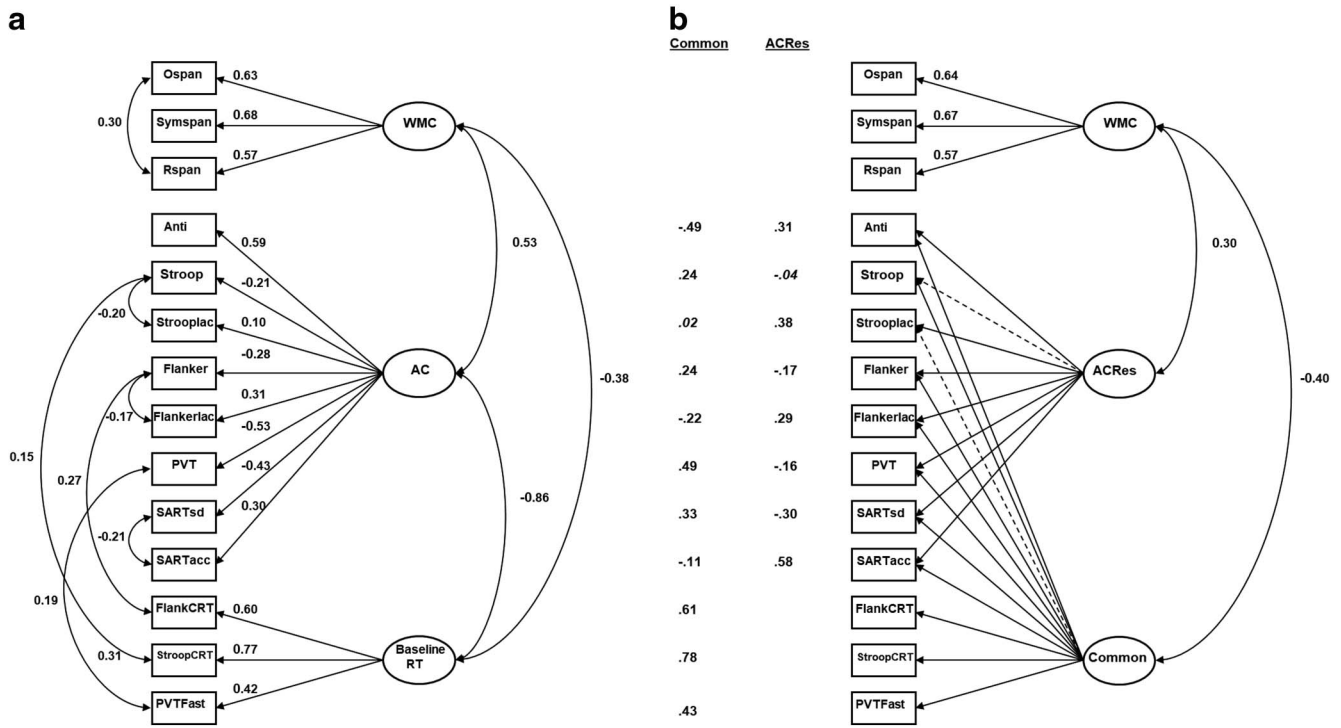 a
Ospan
0.63
Symspan
0.68
Rspan
0.57
0.30
WMC
Anti
0.59
Stroop
-0.21
StroopIac
0.10
-0.20
Flanker
-0.28
FlankerIac
0.31
-0.17
PVT
-0.53
SARTsd
-0.43
SARTacc
0.30
-0.21
AC
0.53
-0.38
-0.86
0.15
0.27
0.19
0.31
FlankCRT
0.60
StroopCRT
0.77
PVTFast
0.42
Baseline
RT
b
Common ACRes
Ospan
0.64
Symspan
0.67
Rspan
0.57
WMC
-.49 .31 Anti
.24 -.04 Stroop
.02 .38 StroopIac
.24 -.17 Flanker
-.22 .29 FlankerIac
.49 -.16 PVT
.33 -.30 SARTsd
-.11 .58 SARTacc
.61 FlankCRT
.78 StroopCRT
.43 PVTFast
ACRes
Common
0.30
-0.40